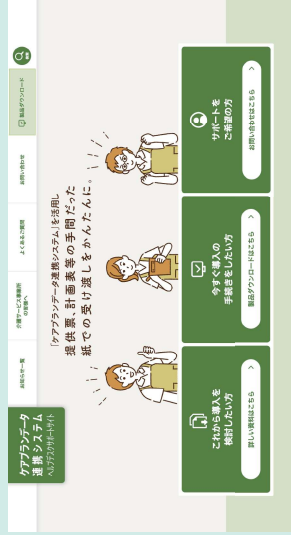 ケアプランデータ
連携システム
ヘルプデスクサポートサイト
お知らせ一覧
介護サービス事業所
の皆様へ
よくあるご質問
お問い合わせ
製品ダウンロード
検索
「ケアプランデータ連携システム」を活用し、
提供票、計画表等の手間だった
紙での受け渡しをかんたんに。
これから導入を
検討したい方
詳しい資料はこちら
今すぐ導入の
手続きをしたい方
製品ダウンロードはこちら
サポートを
ご希望の方
お問い合わせはこちら